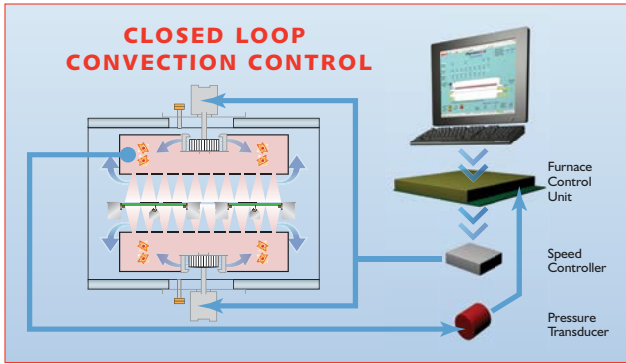 CLOSED LOOP
CONVECTION CONTROL
Furnace
Control
Unit
Speed
Controller
Pressure
Transducer